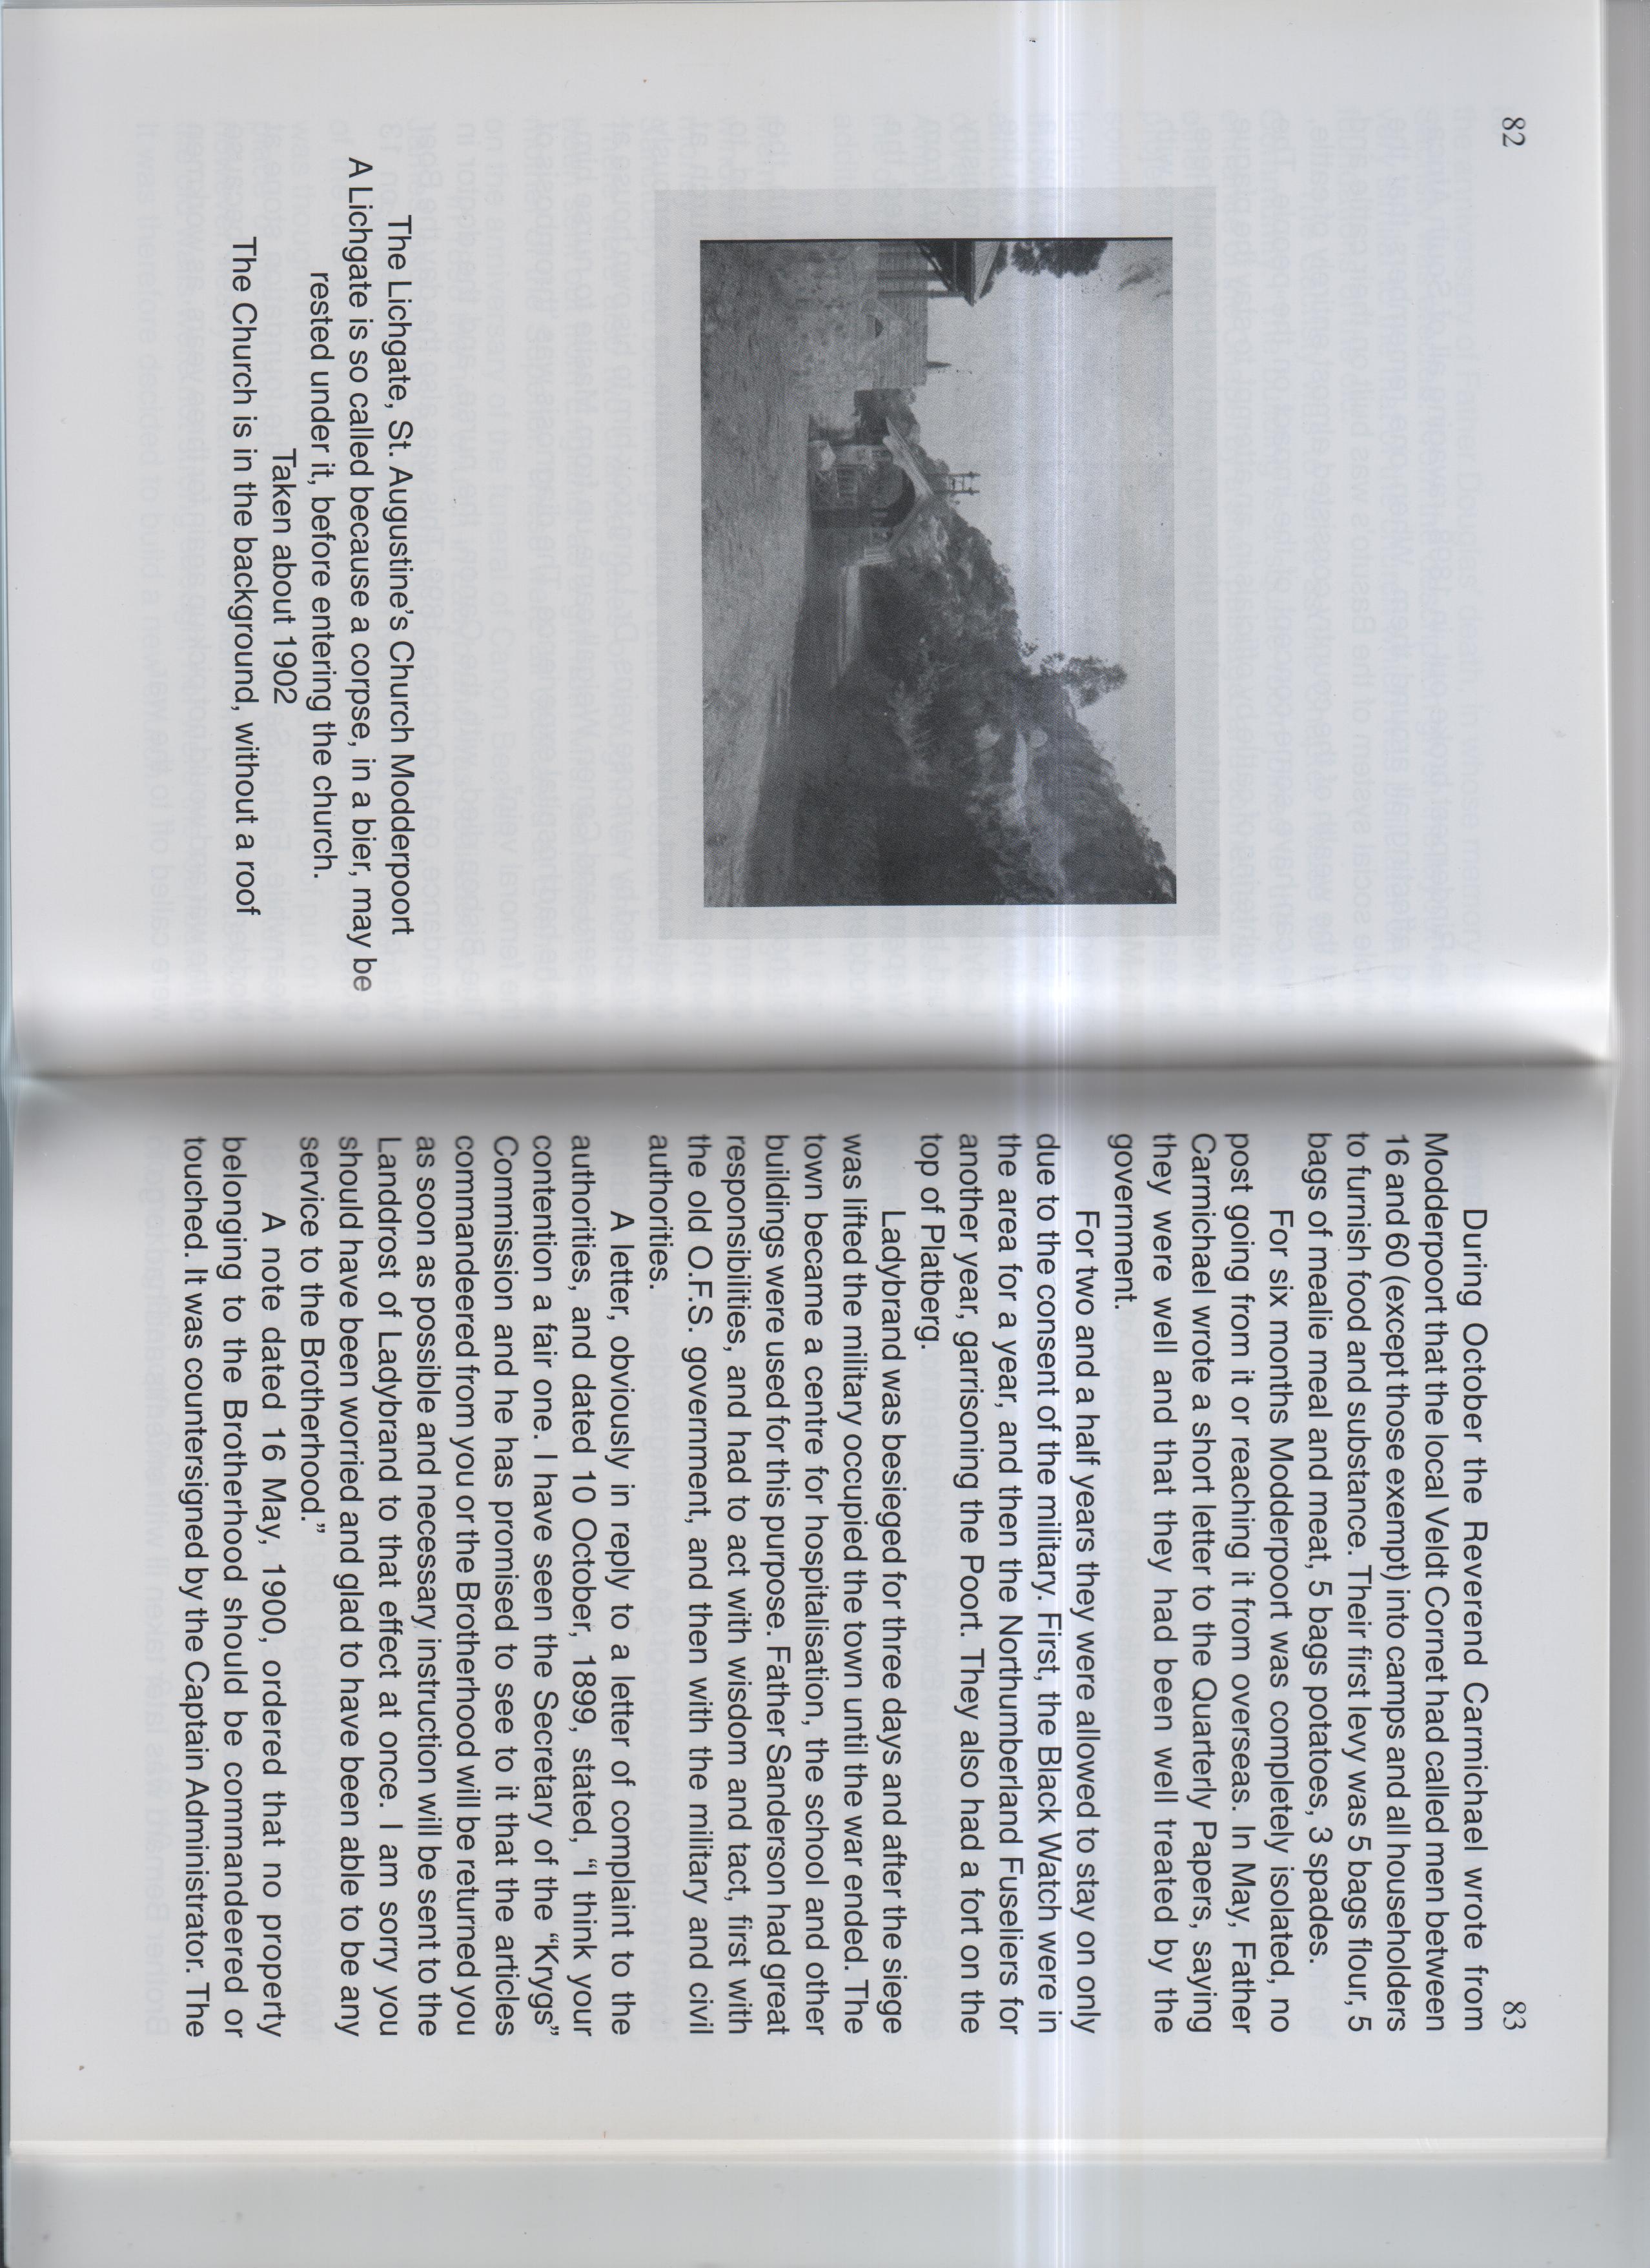 82
The Lichgate, St. Augustine's Church Modderpoort
A Lichgate is so called because a corpse, in a bier, may be
rested under it, before entering the church.
Taken about 1902
The Church is in the background, without a roof
83
During October the Reverend Carmichael wrote from
Modderpoort that the local Veldt Cornet had called men between
16 and 60 (except those exempt) into camps and all householders
to furnish food and substance. Their first levy was 5 bags flour, 5
bags of mealie meal and meat, 5 bags potatoes, 3 spades.
For six months Modderpoort was completely isolated, no
post going from it or reaching it from overseas. In May, Father
Carmichael wrote a short letter to the Quarterly Papers, saying
they were well and that they had been well treated by the
government.
For two and a half years they were allowed to stay on only
due to the consent of the military. First, the Black Watch were in
the area for a year, and then the Northumberland Fuseliers for
another year, garrisoning the Poort. They also had a fort on the
top of Platberg.
Ladybrand was besieged for three days and after the siege
was lifted the military occupied the town until the war ended. The
town became a centre for hospitalisation, the school and other
buildings were used for this purpose. Father Sanderson had great
responsibilities, and had to act with wisdom and tact, first with
the old O.F.S. government, and then with the military and civil
authorities.
A letter, obviously in reply to a letter of complaint to the
authorities, and dated 10 October, 1899, stated, “I think your
contention a fair one. I have seen the Secretary of the “Krygs”
Commission and he has promised to see to it that the articles
commandeered from you or the Brotherhood will be returned you
as soon as possible and necessary instruction will be sent to the
Landdrost of Ladybrand to that effect at once. I am sorry you
should have been worried and glad to have been able to be any
service to the Brotherhood.”
A note dated 16 May, 1900, ordered that no property
belonging to the Brotherhood should be commandeered or
touched. It was countersigned by the Captain Administrator. The